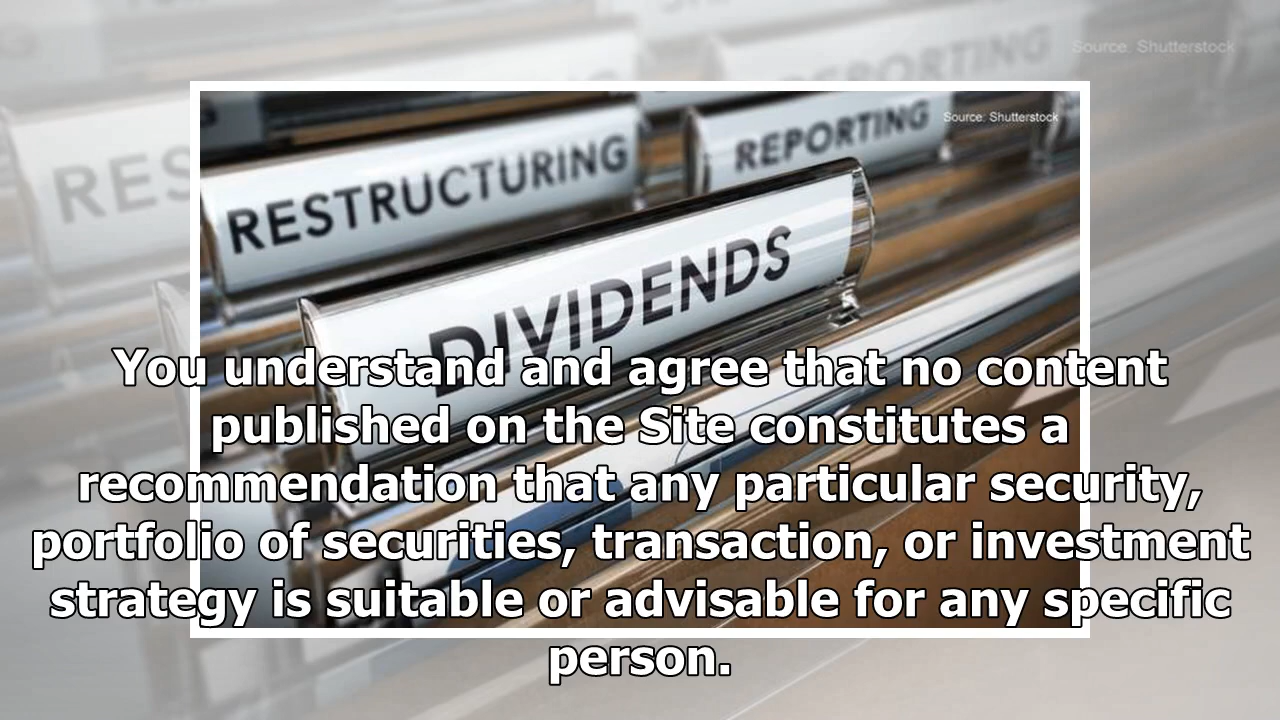 Source: Shutterstock
Source: Shutterstock
RESTRUCTURING
REPORTING
DIVIDENDS
You understand and agree that no content
published on the Site constitutes a
recommendation that any particular security,
portfolio of securities, transaction, or investment
strategy is suitable or advisable for any specific
person.